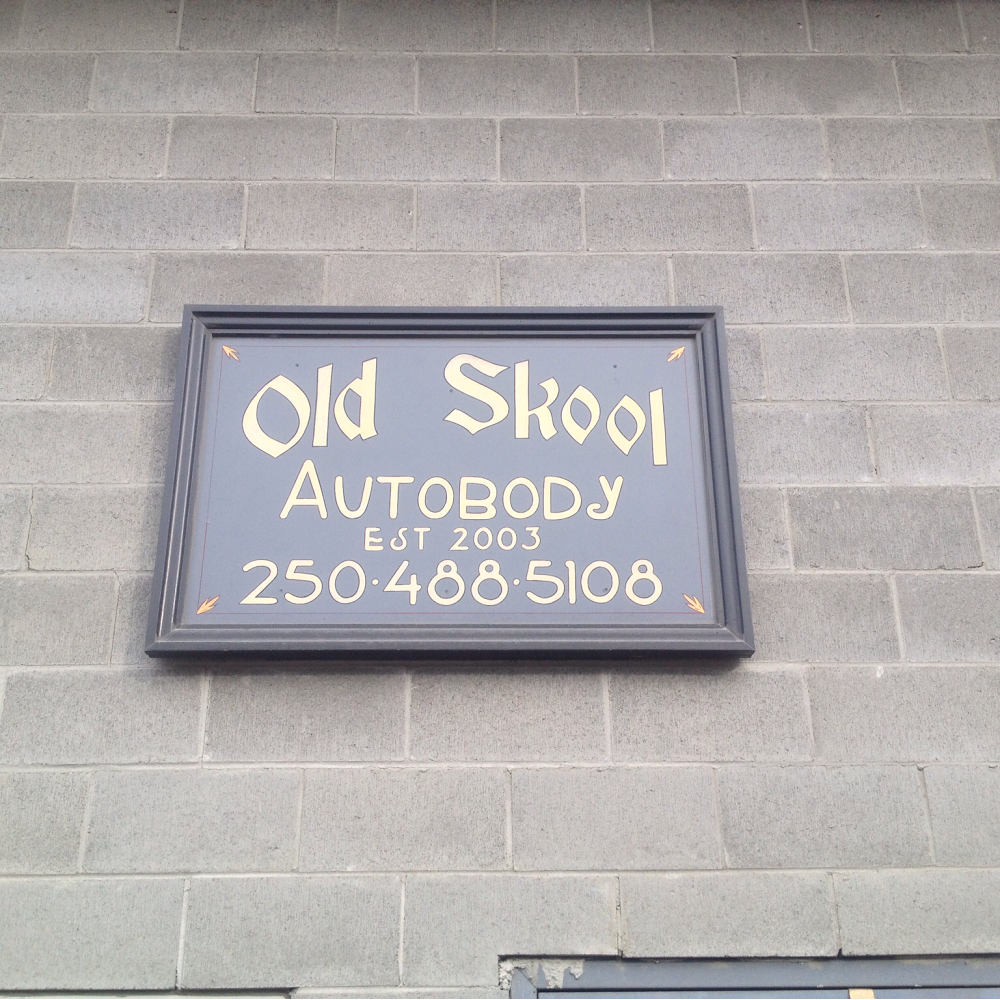 Old Skool
AUTOBODY
EST 2003
250·488·5108